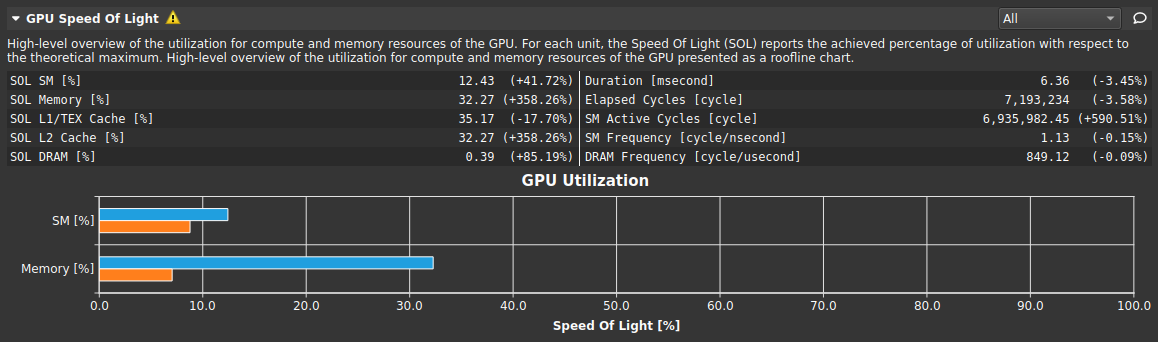 GPU Speed Of Light
All
High-level overview of the utilization for compute and memory resources of the GPU. For each unit, the Speed Of Light (SOL) reports the achieved percentage of utilization with respect to
the theoretical maximum. High-level overview of the utilization for compute and memory resources of the GPU presented as a roofline chart.
SOL SM [%] 12.43 (+41.72%) Duration [msecond] 6.36 (-3.45%)
SOL Memory [%] 32.27 (+358.26%) Elapsed Cycles [cycle] 7,193,234 (-3.58%)
SOL L1/TEX Cache [%] 35.17 (-17.70%) SM Active Cycles [cycle] 6,935,982.45 (+590.51%)
SOL L2 Cache [%] 32.27 (+358.26%) SM Frequency [cycle/nsecond] 1.13 (-0.15%)
SOL DRAM [%] 0.39 (+85.19%) DRAM Frequency [cycle/usecond] 849.12 (-0.09%)
GPU Utilization
SM [%]
Memory [%]
0.0 10.0 20.0 30.0 40.0 50.0 60.0 70.0 80.0 90.0 100.0
Speed Of Light [%]